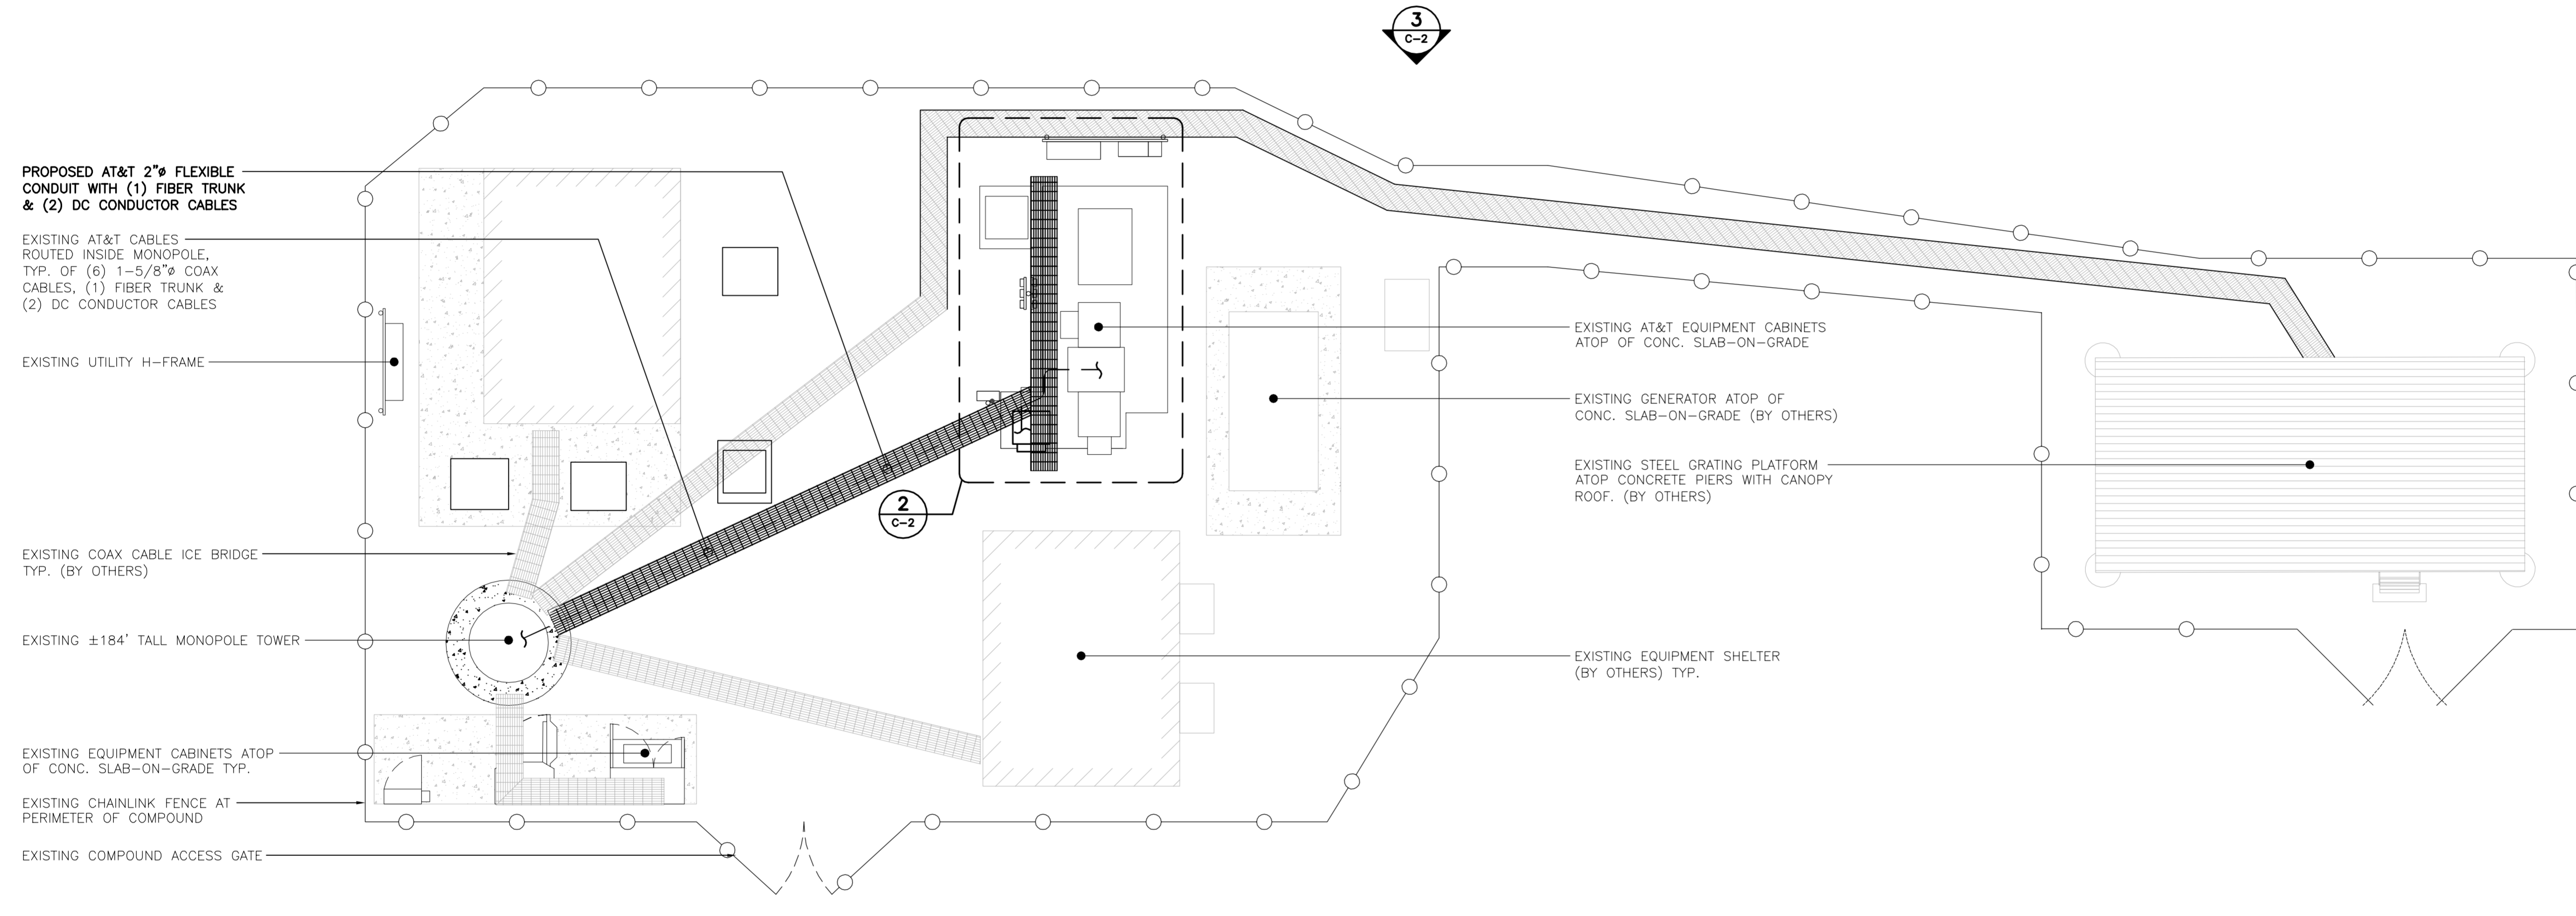 3
C-2
PROPOSED AT&T 2"ø FLEXIBLE
CONDUIT WITH (1) FIBER TRUNK
& (2) DC CONDUCTOR CABLES
EXISTING AT&T CABLES
ROUTED INSIDE MONOPOLE,
TYP. OF (6) 1-5/8"ø COAX
CABLES, (1) FIBER TRUNK &
(2) DC CONDUCTOR CABLES
EXISTING UTILITY H-FRAME
EXISTING COAX CABLE ICE BRIDGE
TYP. (BY OTHERS)
EXISTING ±184' TALL MONOPOLE TOWER
EXISTING EQUIPMENT CABINETS ATOP
OF CONC. SLAB-ON-GRADE TYP.
EXISTING CHAINLINK FENCE AT
PERIMETER OF COMPOUND
EXISTING COMPOUND ACCESS GATE
2
C-2
EXISTING AT&T EQUIPMENT CABINETS
ATOP OF CONC. SLAB-ON-GRADE
EXISTING GENERATOR ATOP OF
CONC. SLAB-ON-GRADE (BY OTHERS)
EXISTING STEEL GRATING PLATFORM
ATOP CONCRETE PIERS WITH CANOPY
ROOF. (BY OTHERS)
EXISTING EQUIPMENT SHELTER
(BY OTHERS) TYP.